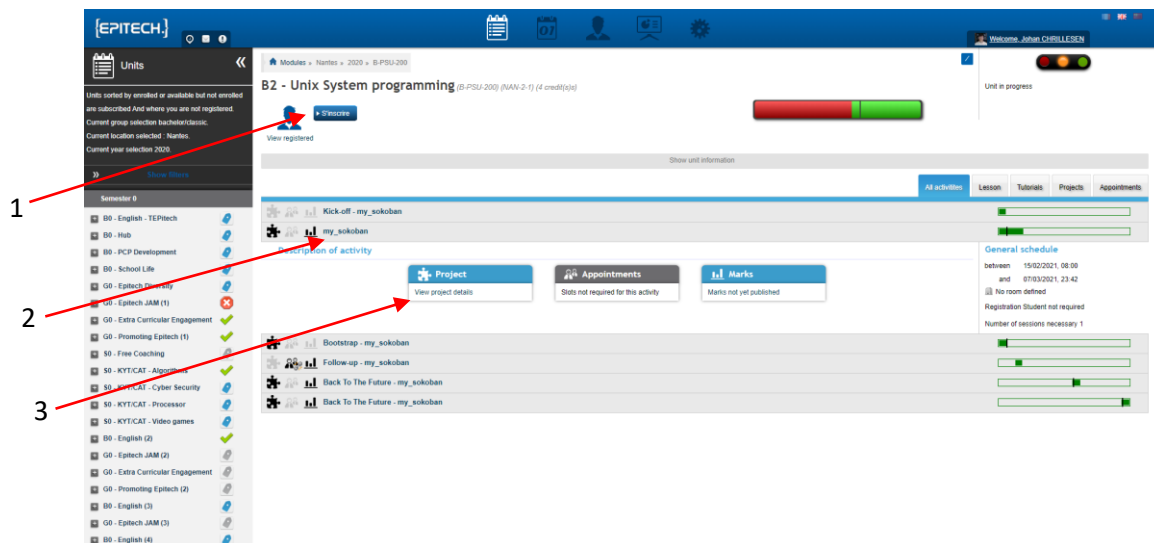 {EPITECH.}
07
Welcome, Johan CHRILLESEN
Units
Units sorted by enrolled or available but not enrolled
are subscribed And where you are not registered.
Current group selection bachelor/classic.
Current location selected : Nantes.
Current year selection 2020.
Show filters
Semester 0
B0 - English - TEPitech
B0 - Hub
B0 - PCP Development
B0 - School Life
G0 - Epitech Diversity
G0 - Epitech JAM (1)
G0 - Extra Curricular Engagement
G0 - Promoting Epitech (1)
$0 - Free Coaching
$0 - KYT/CAT - Algorithms
$0 - KYT/CAT - Cyber Security
$0 - KYT/CAT - Processor
$0 - KYT/CAT - Video games
B0 - English (2)
G0 - Epitech JAM (2)
G0 - Extra Curricular Engagement
G0 - Promoting Epitech (2)
B0 - English (3)
G0 - Epitech JAM (3)
B0 - English (4)
Modules » Nantes » 2020 » B-PSU-200
B2 - Unix System programming (B-PSU-200) (NAN-2-1) (4 credit(s))
S'inscrire
View registered
Unit in progress
Show unit information
All activities Lesson Tutorials Projects Appointments
Kick-off - my_sokoban
my_sokoban
Description of activity
Project
View project details
Appointments
Slots not required for this activity
Marks
Marks not yet published
General schedule
between 15/02/2021, 08:00
and 07/03/2021, 23:42
No room defined
Registration Student not required
Number of sessions necessary 1
Bootstrap - my_sokoban
Follow-up - my_sokoban
Back To The Future - my_sokoban
Back To The Future - my_sokoban
1
2
3